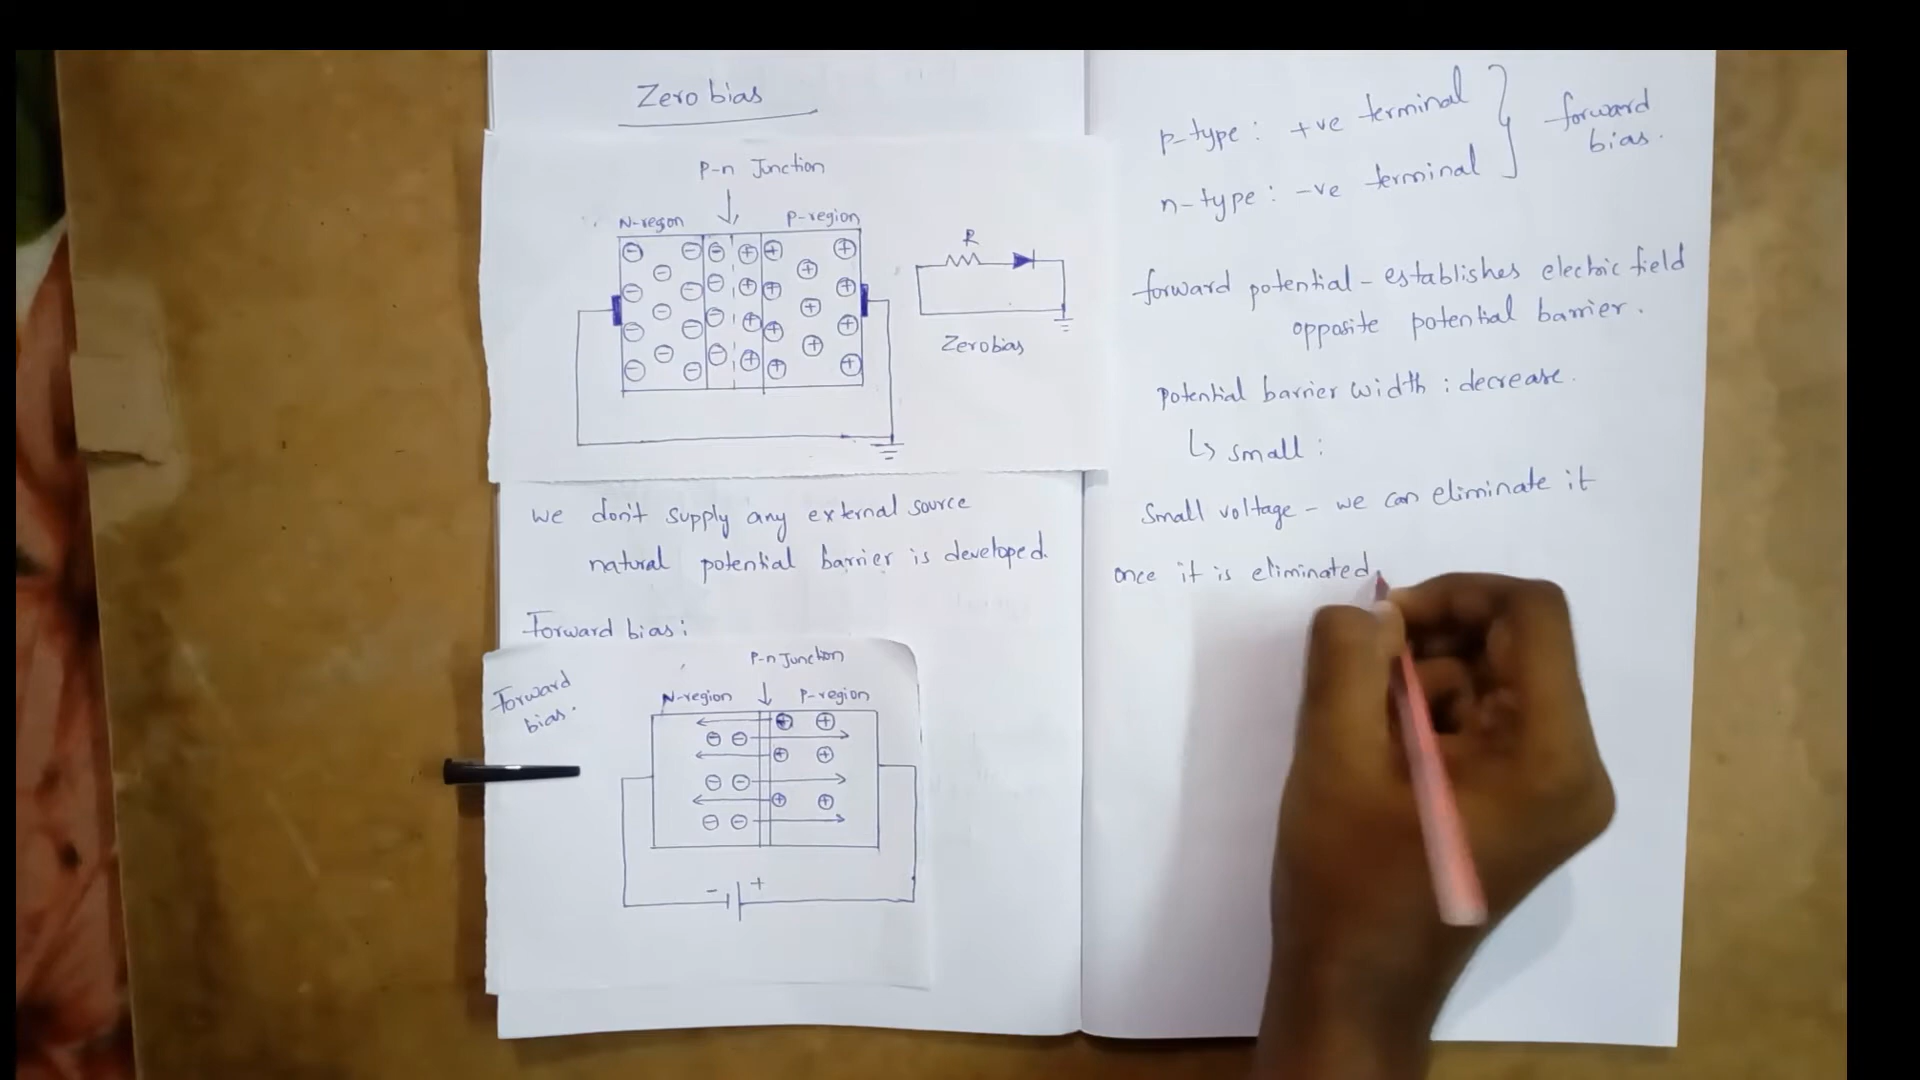 Zero bias
P-n Junction
N-regon
P-region
R
Zerobias
we don't supply any external source
natural potential barrier is developed.
Forward bias:
Forward
bias.
P-n Junction
N-region
P-region
- +
p-type : +ve terminal
n-type : -ve terminal
forward
bias.
forward potential - establishes electric field
opposite potential barrier.
potential barrier width : decrease.
↳ small :
Small voltage - we can eliminate it
once it is eliminated